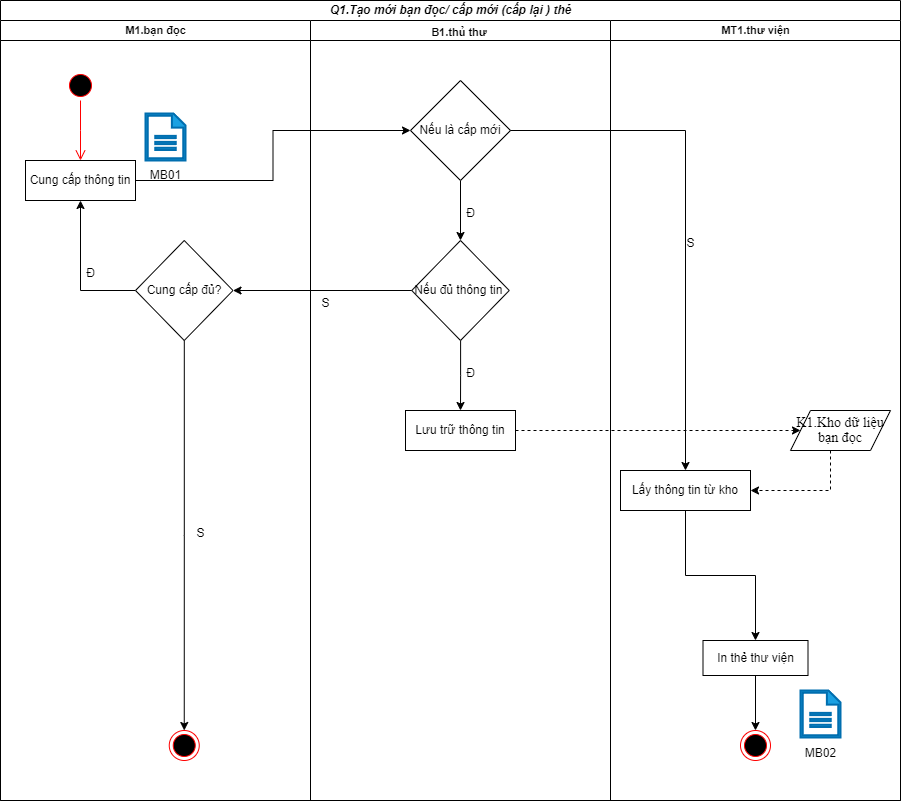 Q1.Tạo mới bạn đọc/ cấp mới (cấp lại ) thẻ
M1.bạn đọc
B1.thủ thư
MT1.thư viện
Nếu là cấp mới
MB01
Cung cấp thông tin
Đ
S
Đ
Cung cấp đủ?
Nếu đủ thông tin
S
Đ
Lưu trữ thông tin
K1.Kho dữ liệu
bạn đọc
Lấy thông tin từ kho
S
In thẻ thư viện
MB02